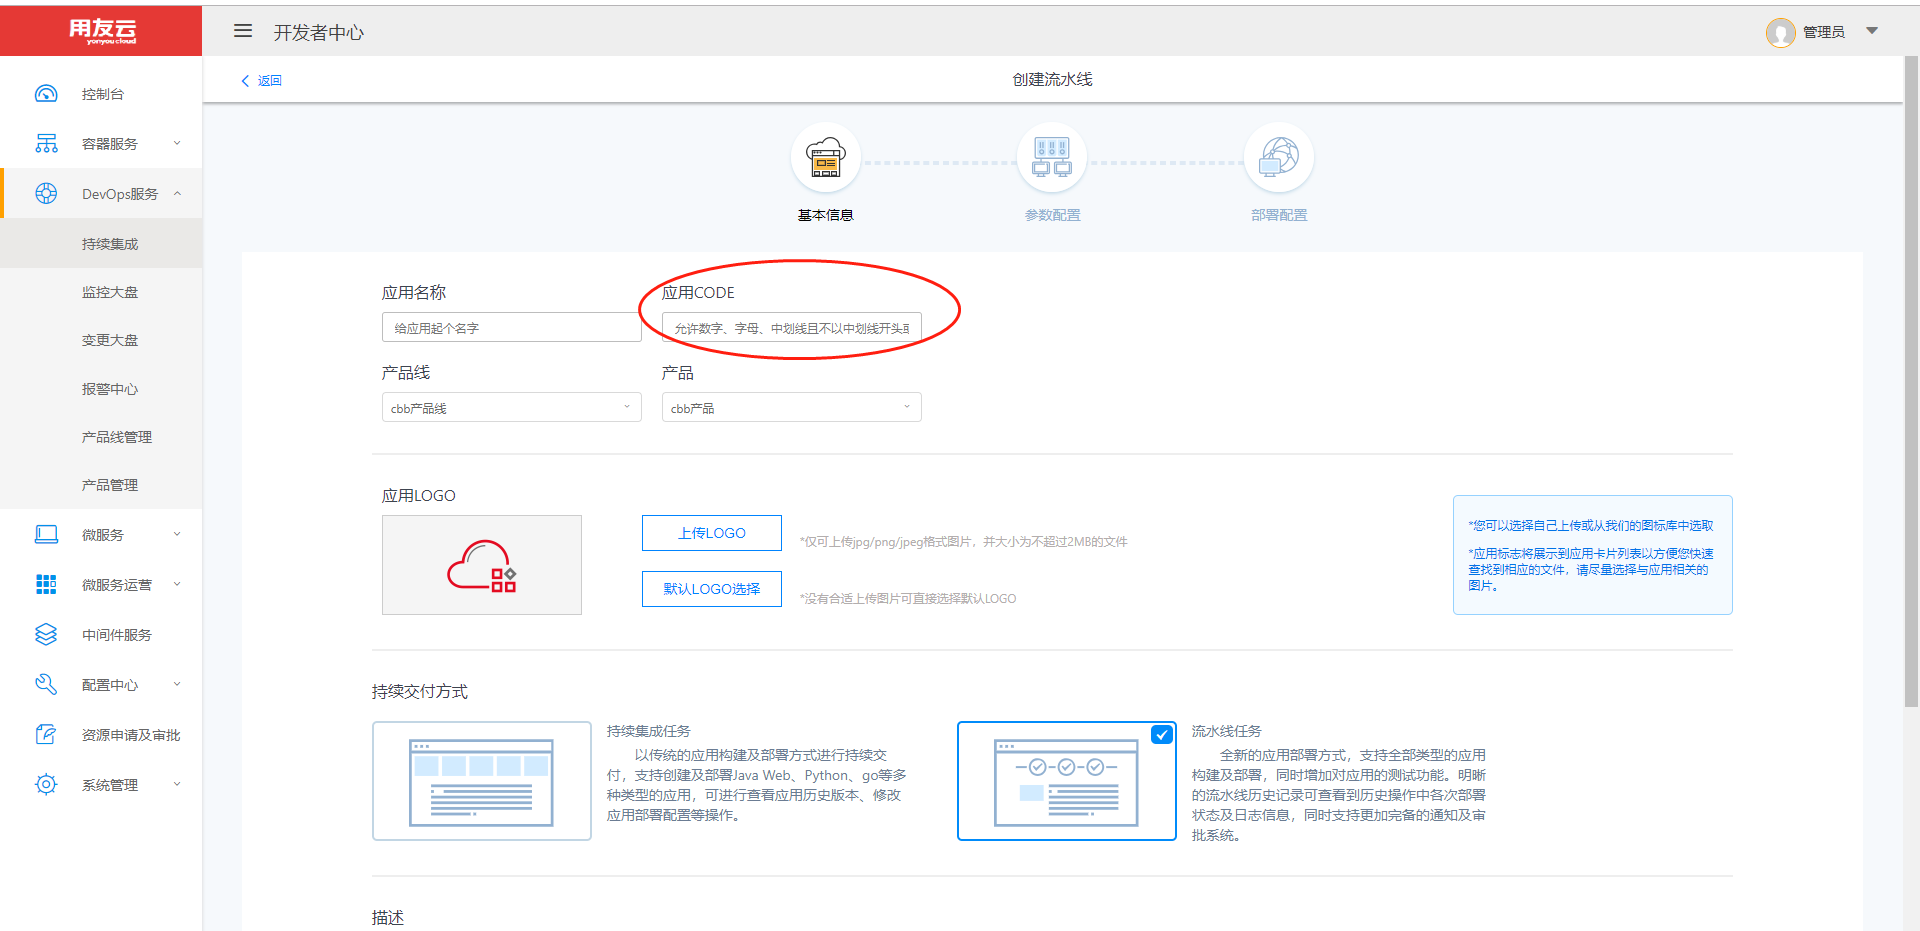 用友云
yonyou cloud
开发者中心
管理员
返回
创建流水线
控制台
容器服务
DevOps服务
持续集成
监控大盘
变更大盘
报警中心
产品线管理
产品管理
微服务
微服务运营
中间件服务
配置中心
资源申请及审批
系统管理
基本信息
参数配置
部署配置
应用名称
应用CODE
给应用起个名字
允许数字、字母、中划线且不以中划线开头
产品线
产品
cbb产品线
cbb产品
应用LOGO
上传LOGO
*仅可上传jpg/png/jpeg格式图片，并大小为不超过2MB的文件
默认LOGO选择
*没有合适上传图片可直接选择默认LOGO
*您可以选择自己上传或从我们的图标库中选取
*应用标志将展示到应用卡片列表以方便您快速
查找到相应的文件，请尽量选择与应用相关的
图片。
持续交付方式
持续集成任务
以传统的应用构建及部署方式进行持续交
付，支持创建及部署Java Web、Python、go等多
种类型的应用，可进行查看应用历史版本、修改
应用部署配置等操作。
流水线任务
全新的应用部署方式，支持全部类型的应用
构建及部署，同时增加对应用的测试功能。明晰
的流水线历史记录可查看到历史操作中各次部署
状态及日志信息，同时支持更加完备的通知及审
批系统。
描述